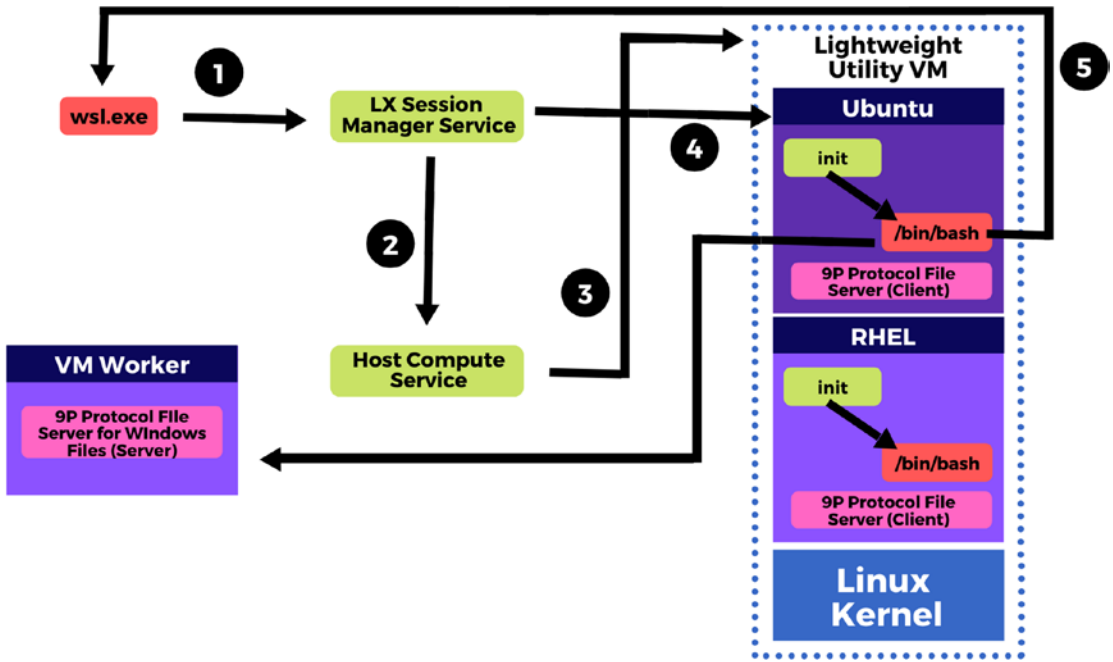 1
5
Lightweight
Utility VM
wsl.exe
LX Session
Manager Service
Ubuntu
4
init
2
/bin/bash
3
9P Protocol File
Server (Client)
VM Worker
Host Compute
Service
RHEL
init
9P Protocol FIle
Server for WIndows
Files (Server)
/bin/bash
9P Protocol File
Server (Client)
Linux
Kernel